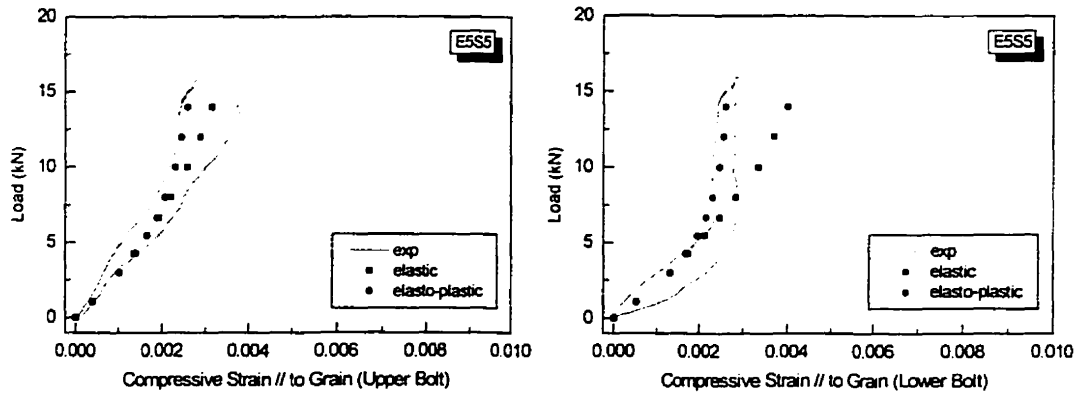 20
15
10
5
0
Load (kN)
E5S5
exp
elastic
elasto-plastic
0.000 0.002 0.004 0.006 0.008 0.010
Compressive Strain // to Grain (Upper Bolt)
20
15
10
5
0
Load (kN)
E5S5
exp
elastic
elasto-plastic
0.000 0.002 0.004 0.006 0.008 0.010
Compressive Strain // to Grain (Lower Bolt)